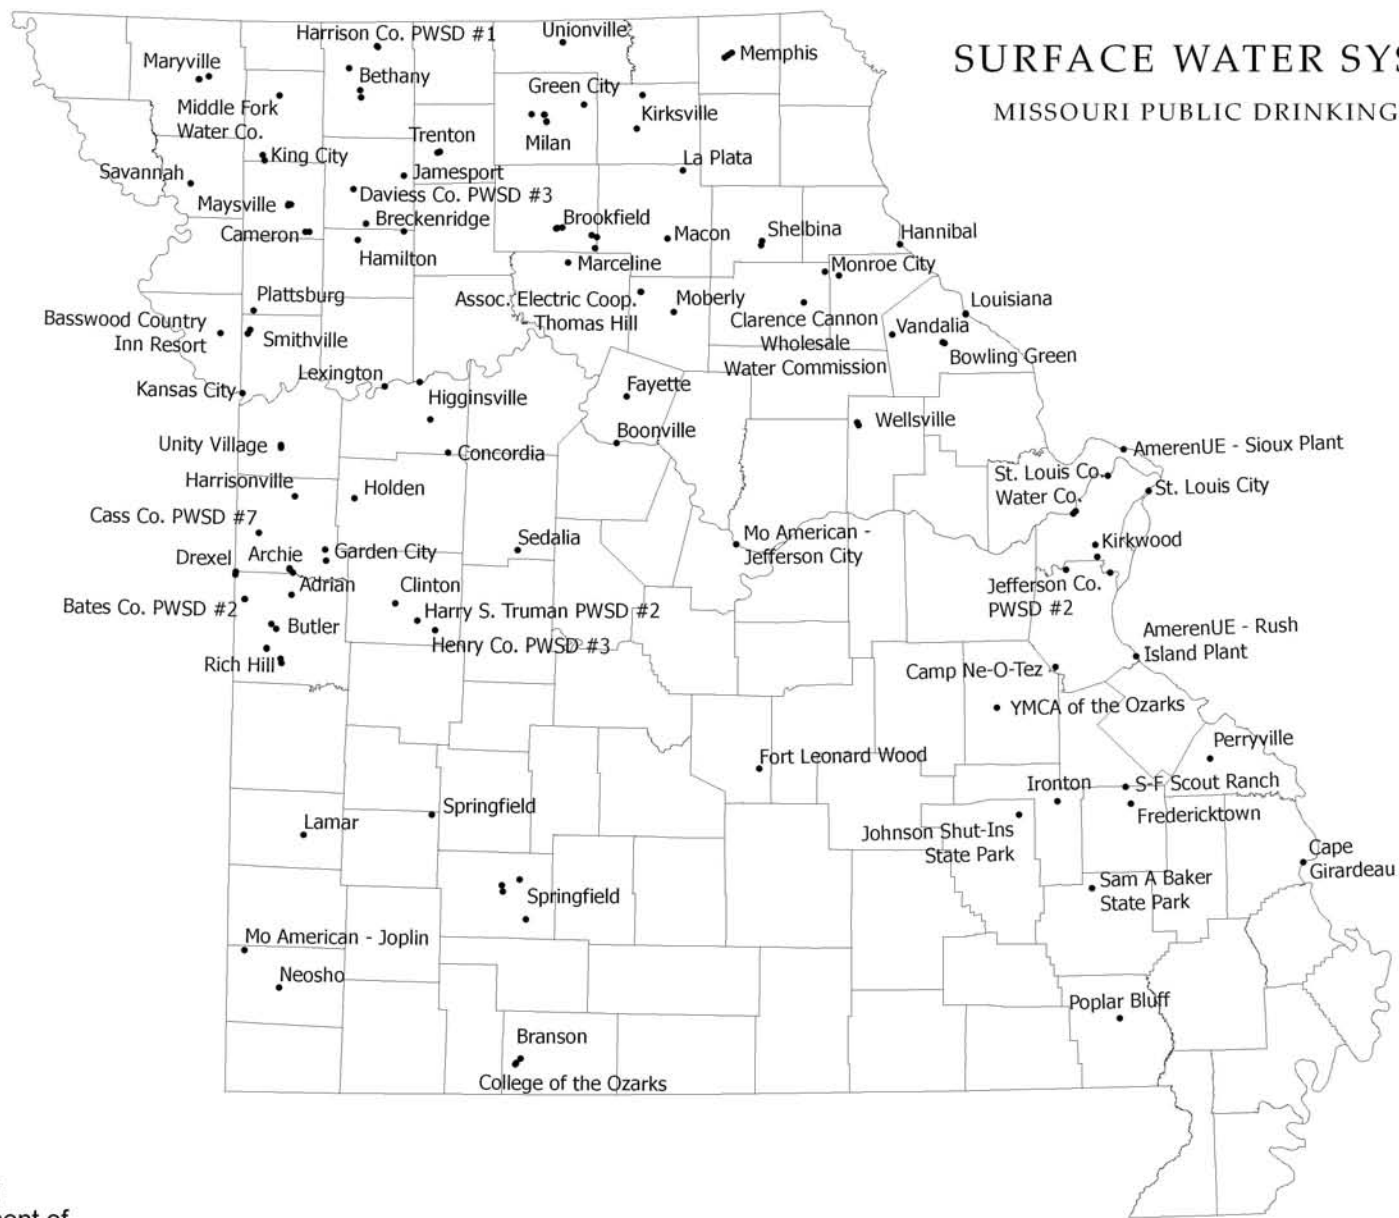 SURFACE WATER SYS
MISSOURI PUBLIC DRINKING
Harrison Co. PWSD #1
Unionville
Memphis
Maryville
Bethany
Green City
Middle Fork
Water Co.
Kirksville
Trenton
Milan
King City
La Plata
Savannah
Jamesport
Daviess Co. PWSD #3
Maysville
Breckenridge
Brookfield
Cameron
Macon
Shelbina
Hannibal
Hamilton
Marceline
Monroe City
Plattsburg
Assoc. Electric Coop.
Thomas Hill
Moberly
Louisiana
Basswood Country
Inn Resort
Smithville
Clarence Cannon
Wholesale
Water Commission
Vandalia
Bowling Green
Lexington
Kansas City
Higginsville
Fayette
Unity Village
Boonville
Wellsville
Concordia
AmerenUE - Sioux Plant
Harrisonville
Holden
St. Louis Co.
Water Co.
St. Louis City
Cass Co. PWSD #7
Sedalia
Mo American -
Jefferson City
Kirkwood
Drexel
Archie
Garden City
Adrian
Clinton
Jefferson Co.
PWSD #2
Bates Co. PWSD #2
Harry S. Truman PWSD #2
Butler
Henry Co. PWSD #3
AmerenUE - Rush
Island Plant
Rich Hill
Camp Ne-O-Tez
YMCA of the Ozarks
Perryville
Fort Leonard Wood
Ironton
S-F Scout Ranch
Springfield
Fredericktown
Lamar
Johnson Shut-Ins
State Park
Cape
Girardeau
Sam A Baker
State Park
Springfield
Mo American - Joplin
Neosho
Poplar Bluff
Branson
College of the Ozarks